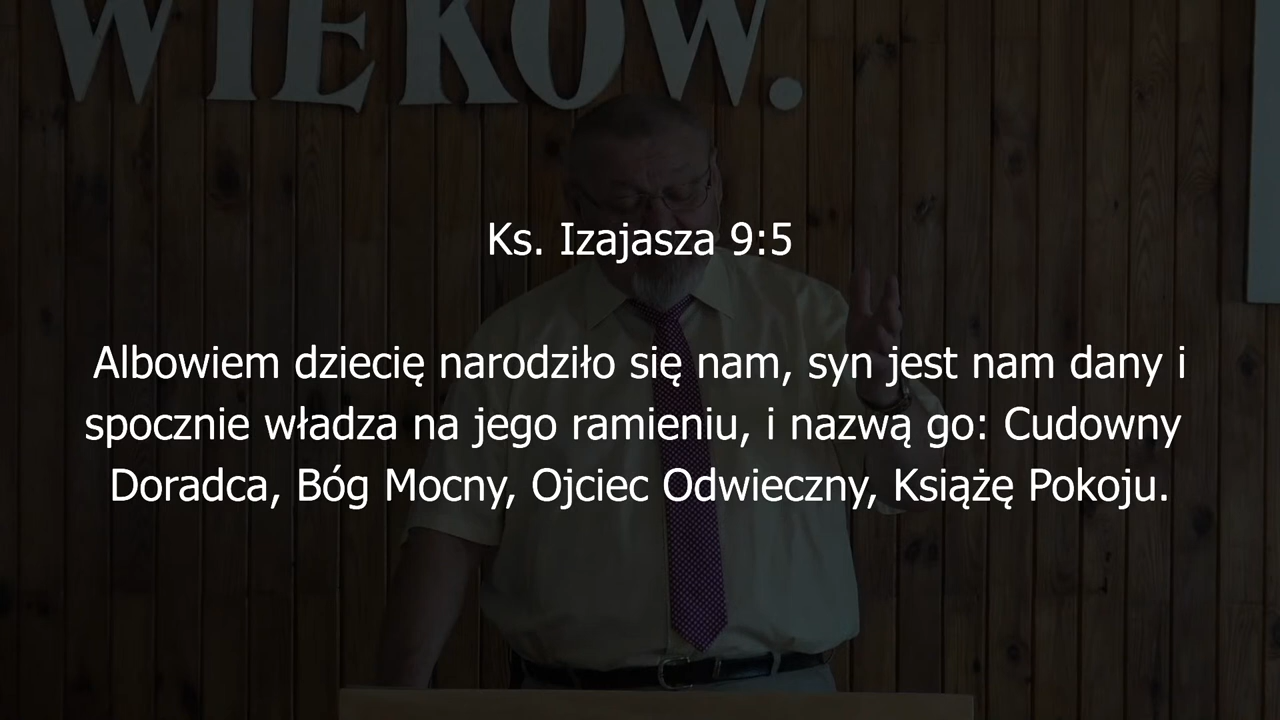 WIEKÓW.
Ks. Izajasza 9:5
Albowiem dziecię narodziło się nam, syn jest nam dany i
spocznie władza na jego ramieniu, i nazwą go: Cudowny
Doradca, Bóg Mocny, Ojciec Odwieczny, Książę Pokoju.